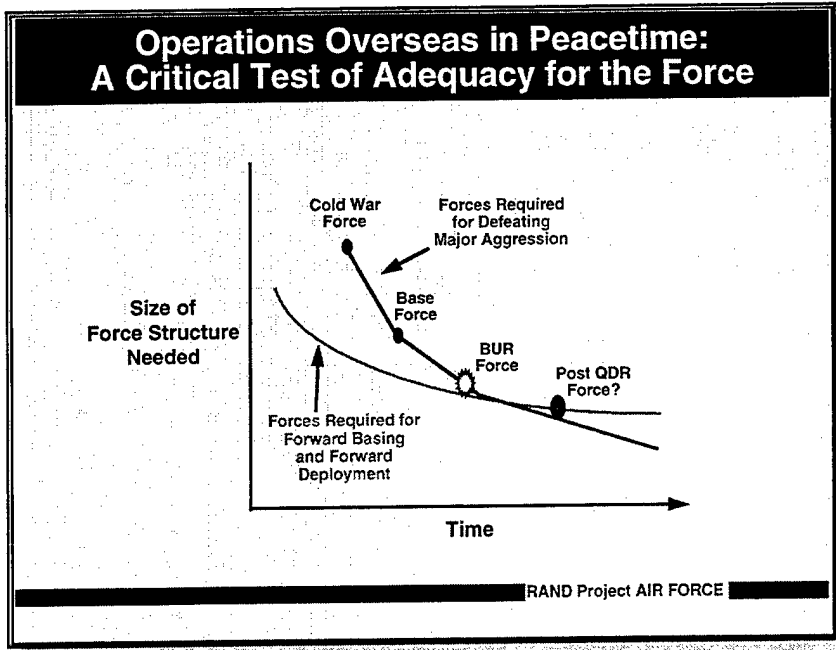 Operations Overseas in Peacetime:
A Critical Test of Adequacy for the Force
Cold War
Force
Forces Required
for Defeating
Major Aggression
Size of
Force Structure
Needed
Base
Force
BUR
Force
Post QDR
Force?
Forces Required for
Forward Basing
and Forward
Deployment
Time
RAND Project AIR FORCE